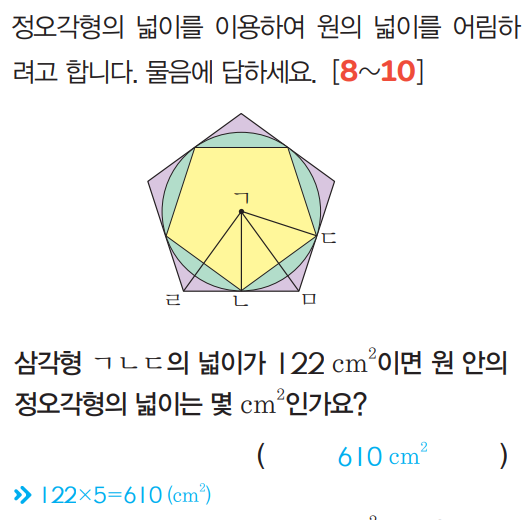 정오각형의 넓이를 이용하여 원의 넓이를 어림하
려고 합니다. 물음에 답하세요. [8~10]
ㄱ
ㄷ
ㄹ ㄴ ㅁ
삼각형 ㄱㄴㄷ의 넓이가 122 cm²이면 원 안의
정오각형의 넓이는 몇 cm²인가요?
( 610 cm² )
» 122×5=610 (cm²)